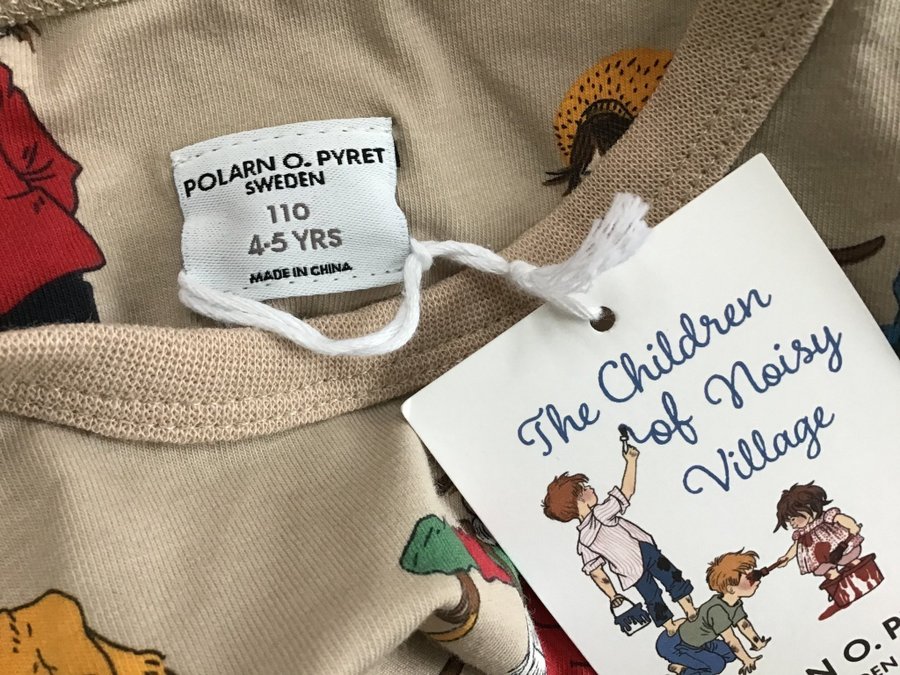 POLARN O. PYRET
SWEDEN
110
4-5 YRS
MADE IN CHINA
The Children
of Noisy
Village